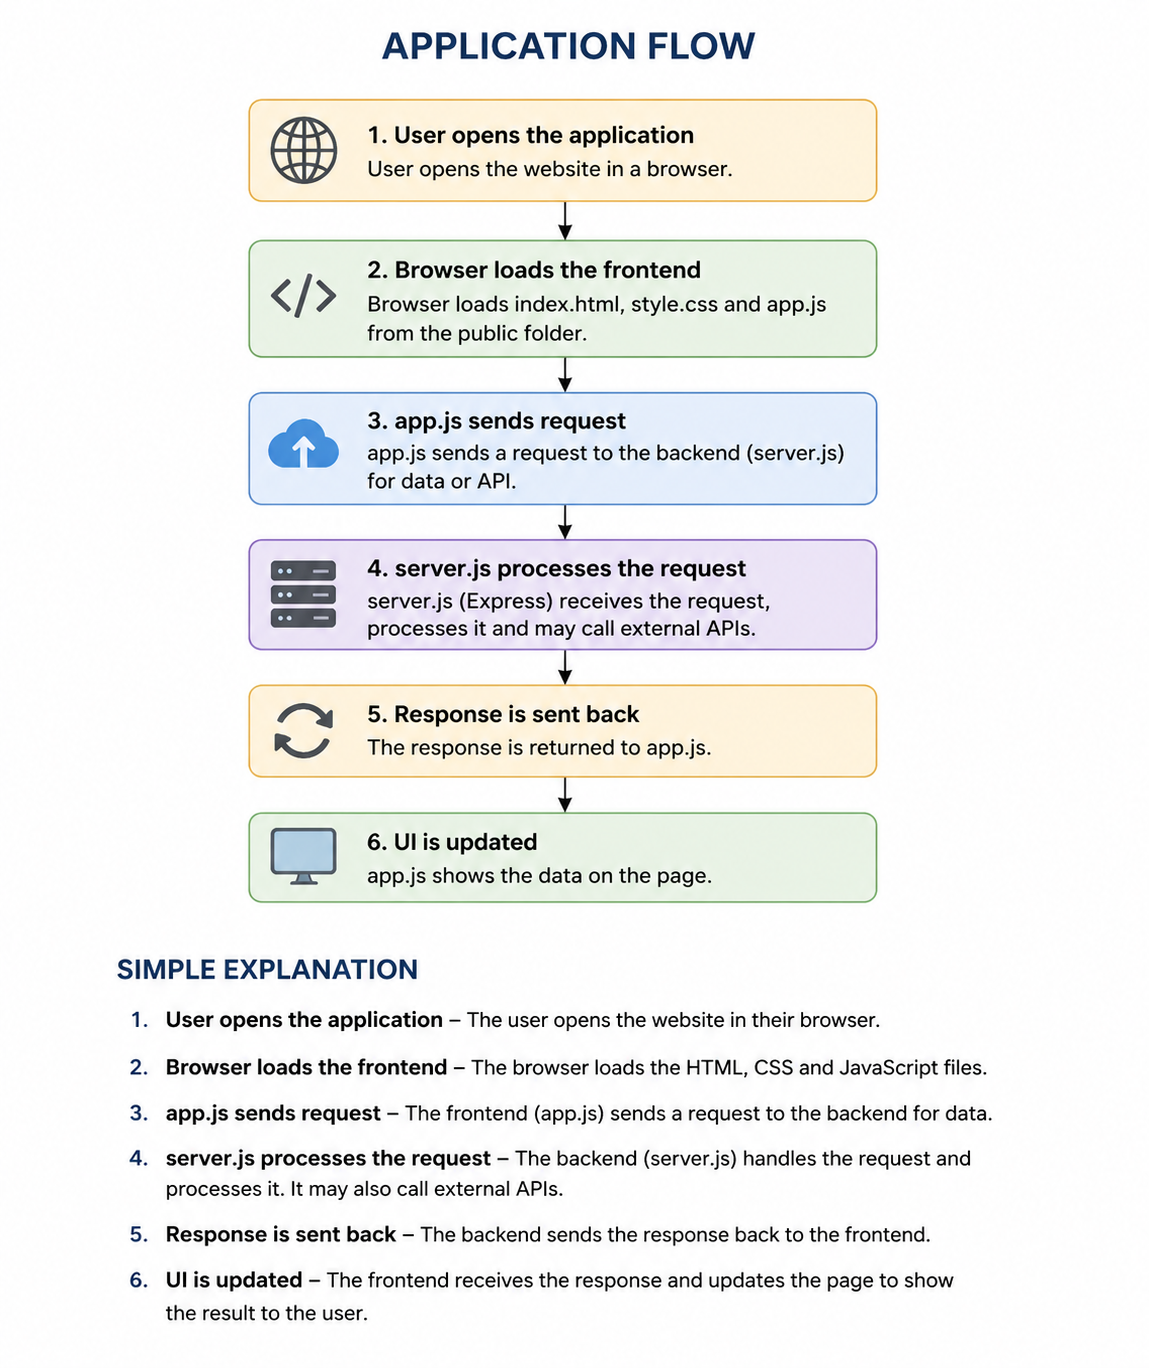 APPLICATION FLOW
1. User opens the application
User opens the website in a browser.
2. Browser loads the frontend
Browser loads index.html, style.css and app.js
from the public folder.
3. app.js sends request
app.js sends a request to the backend (server.js)
for data or API.
4. server.js processes the request
server.js (Express) receives the request,
processes it and may call external APIs.
5. Response is sent back
The response is returned to app.js.
6. UI is updated
app.js shows the data on the page.
SIMPLE EXPLANATION
1. User opens the application – The user opens the website in their browser.
2. Browser loads the frontend – The browser loads the HTML, CSS and JavaScript files.
3. app.js sends request – The frontend (app.js) sends a request to the backend for data.
4. server.js processes the request – The backend (server.js) handles the request and
processes it. It may also call external APIs.
5. Response is sent back – The backend sends the response back to the frontend.
6. UI is updated – The frontend receives the response and updates the page to show
the result to the user.